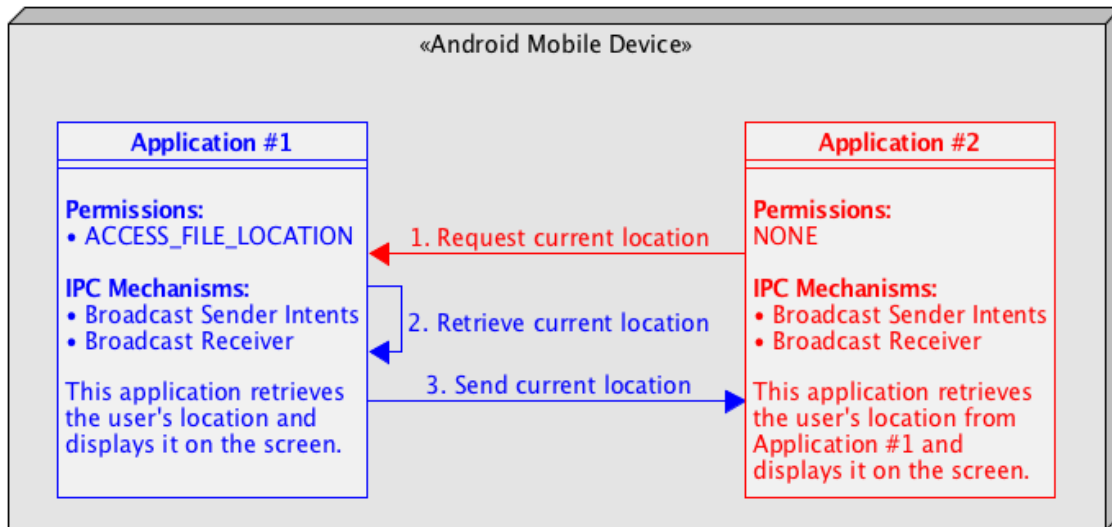 «Android Mobile Device»
Application #1
Permissions:
• ACCESS_FILE_LOCATION
IPC Mechanisms:
• Broadcast Sender Intents
• Broadcast Receiver
This application retrieves
the user's location and
displays it on the screen.
1. Request current location
2. Retrieve current location
3. Send current location
Application #2
Permissions:
NONE
IPC Mechanisms:
• Broadcast Sender Intents
• Broadcast Receiver
This application retrieves
the user's location from
Application #1 and
displays it on the screen.